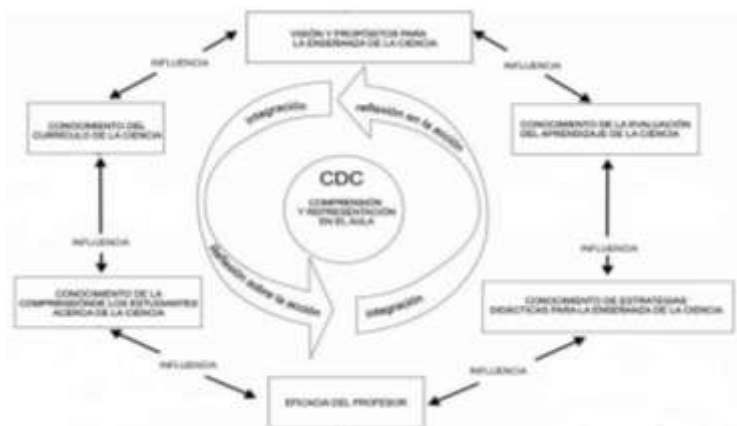 VISIÓN Y PROPÓSITOS PARA
LA ENSEÑANZA DE LA CIENCIA
INFLUENCIA
INFLUENCIA
CONOCIMIENTO DEL
CURRÍCULO DE LA CIENCIA
integración
reflexión en la acción
CONOCIMIENTO DE LA EVALUACIÓN
DEL APRENDIZAJE DE LA CIENCIA
CDC
COMPRENSIÓN
Y REPRESENTACIÓN
EN EL AULA
INFLUENCIA
INFLUENCIA
Reflexión sobre la acción
integración
CONOCIMIENTO DE LA
COMPRENSIÓNDE LOS ESTUDIANTES
ACERCA DE LA CIENCIA
CONOCIMIENTO DE ESTRATEGIAS
DIDÁCTICAS PARA LA ENSEÑANZA DE LA CIENCIA
INFLUENCIA
INFLUENCIA
EFICACIA DEL PROFESOR